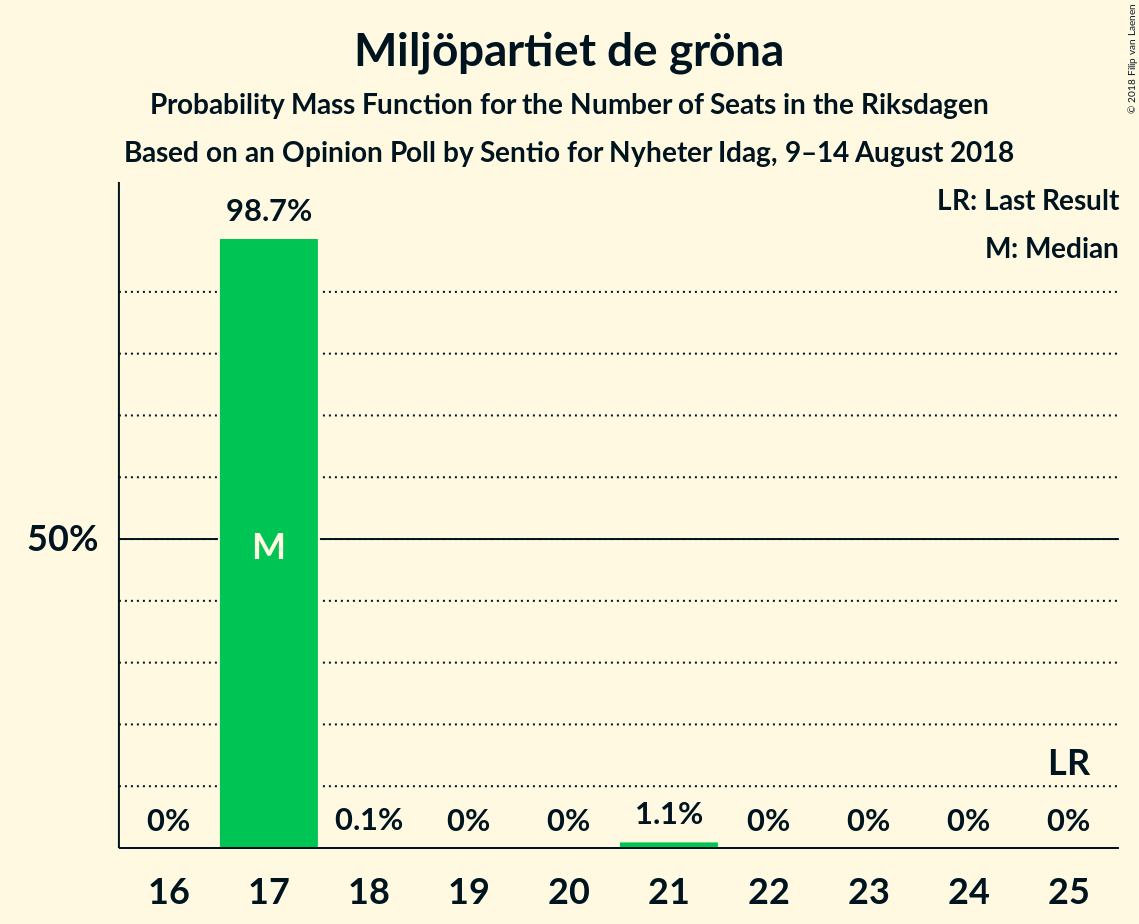 Miljöpartiet de gröna
Probability Mass Function for the Number of Seats in the Riksdagen
Based on an Opinion Poll by Sentio for Nyheter Idag, 9–14 August 2018
© 2018 Filip van Laenen
LR: Last Result
M: Median
98.7%
50%
M
LR
0%
0.1%
0%
0%
1.1%
0%
0%
0%
0%
16 17 18 19 20 21 22 23 24 25